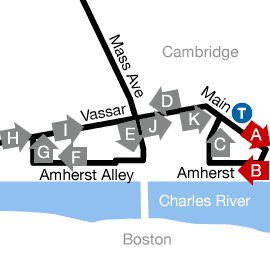 Mass Ave
Cambridge
Main
T
Vassar
D
A
H
I
E
J
K
G
F
C
B
Amherst Alley
Amherst
Charles River
Boston